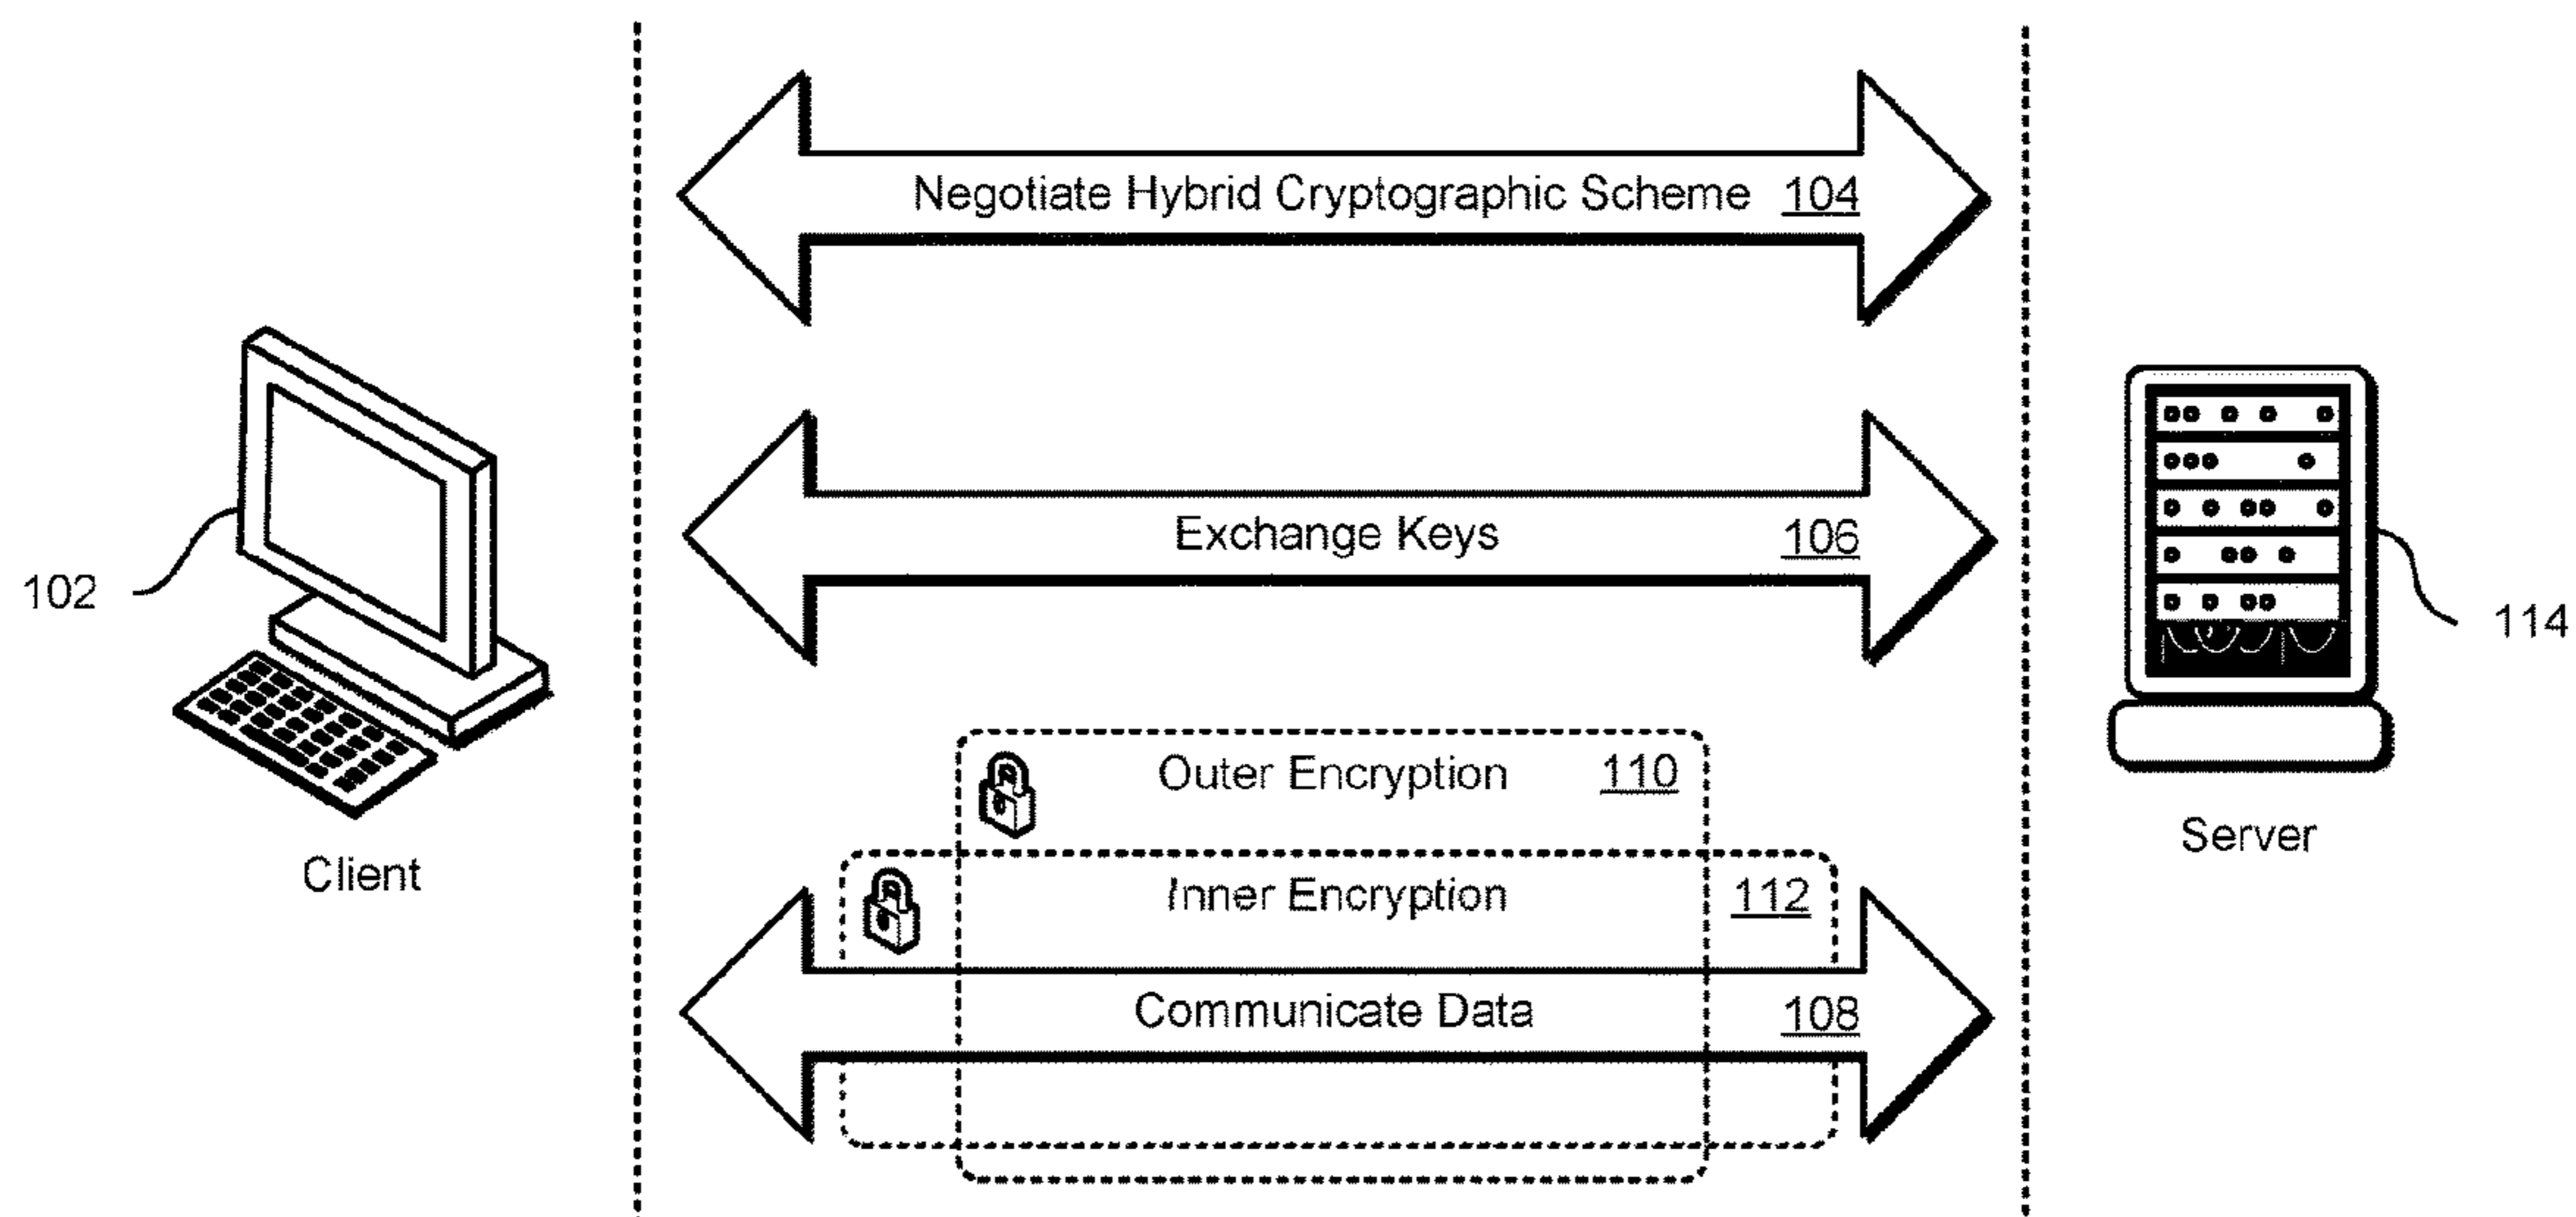 Negotiate Hybrid Cryptographic Scheme 104
Exchange Keys 106
102
114
Outer Encryption 110
Server
Client
Inner Encryption 112
Communicate Data 108